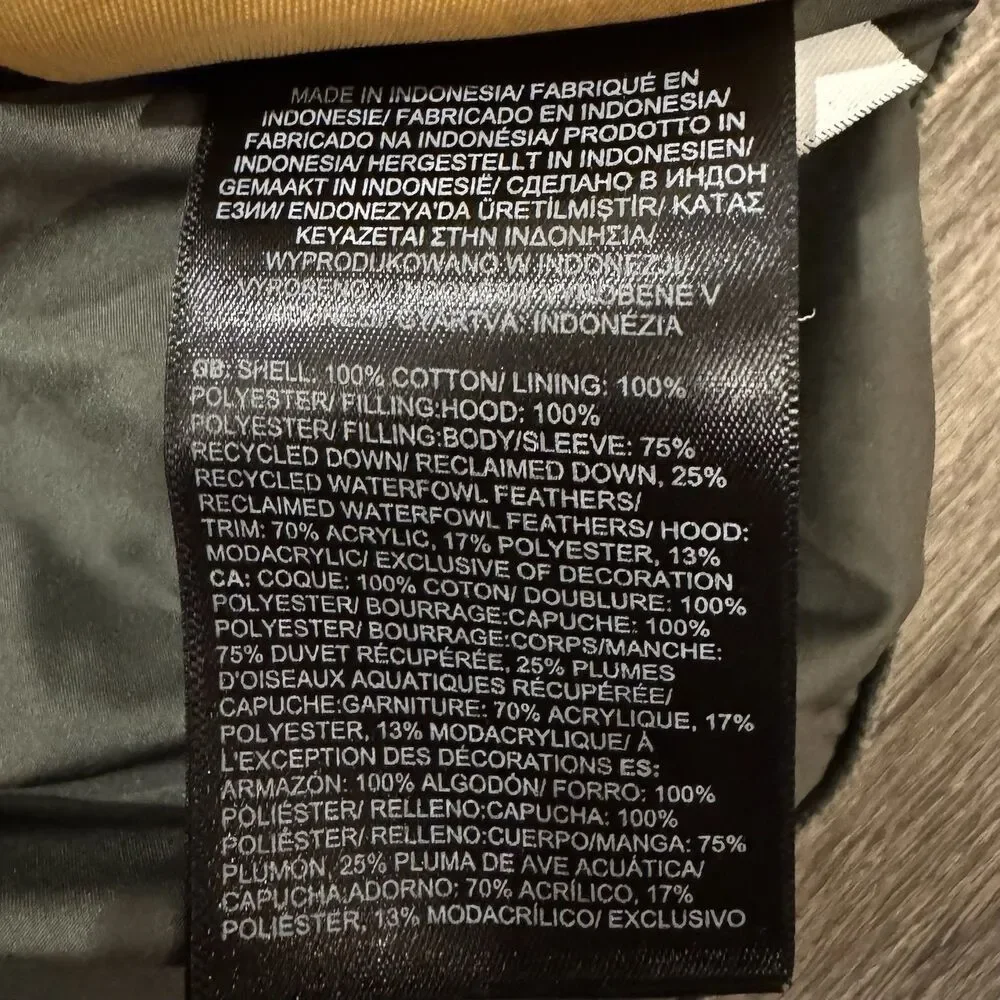 MADE IN INDONESIA/ FABRIQUÉ EN
INDONESIE/ FABRICADO EN INDONESIA/
FABRICADO NA INDONÉSIA/ PRODOTTO IN
INDONESIA/ HERGESTELLT IN INDONESIEN/
GEMAAKT IN INDONESIË/ СДЕЛАНО В ИНДОН
ЕЗИИ/ ENDONEZYA'DA ÜRETİLMİŞTİR/ ΚΑΤΑΣ
ΚΕΥΑΖΕΤΑΙ ΣΤΗΝ ΙΝΔΟΝΗΣΙΑ/
WYPRODUKOWANO W INDONEZJI/
VYROBENO VYROBENÉ V
GYÁRTVA: INDONÉZIA
GB: SHELL: 100% COTTON/ LINING: 100%
POLYESTER/ FILLING:HOOD: 100%
POLYESTER/ FILLING:BODY/SLEEVE: 75%
RECYCLED DOWN/ RECLAIMED DOWN, 25%
RECYCLED WATERFOWL FEATHERS/
RECLAIMED WATERFOWL FEATHERS/ HOOD:
TRIM: 70% ACRYLIC, 17% POLYESTER, 13%
MODACRYLIC/ EXCLUSIVE OF DECORATION
CA: COQUE: 100% COTON/ DOUBLURE: 100%
POLYESTER/ BOURRAGE:CAPUCHE: 100%
POLYESTER/ BOURRAGE:CORPS/MANCHE:
75% DUVET RÉCUPÉRÉE, 25% PLUMES
D'OISEAUX AQUATIQUES RÉCUPÉRÉE/
CAPUCHE:GARNITURE: 70% ACRYLIQUE, 17%
POLYESTER, 13% MODACRYLIQUE/ À
L'EXCEPTION DES DÉCORATIONS ES:
ARMAZÓN: 100% ALGODÓN/ FORRO: 100%
POLIÉSTER/ RELLENO:CAPUCHA: 100%
POLIÉSTER/ RELLENO:CUERPO/MANGA: 75%
PLUMÓN, 25% PLUMA DE AVE ACUÁTICA/
CAPUCHA:ADORNO: 70% ACRÍLICO, 17%
POLIÉSTER, 13% MODACRÍLICO/ EXCLUSIVO